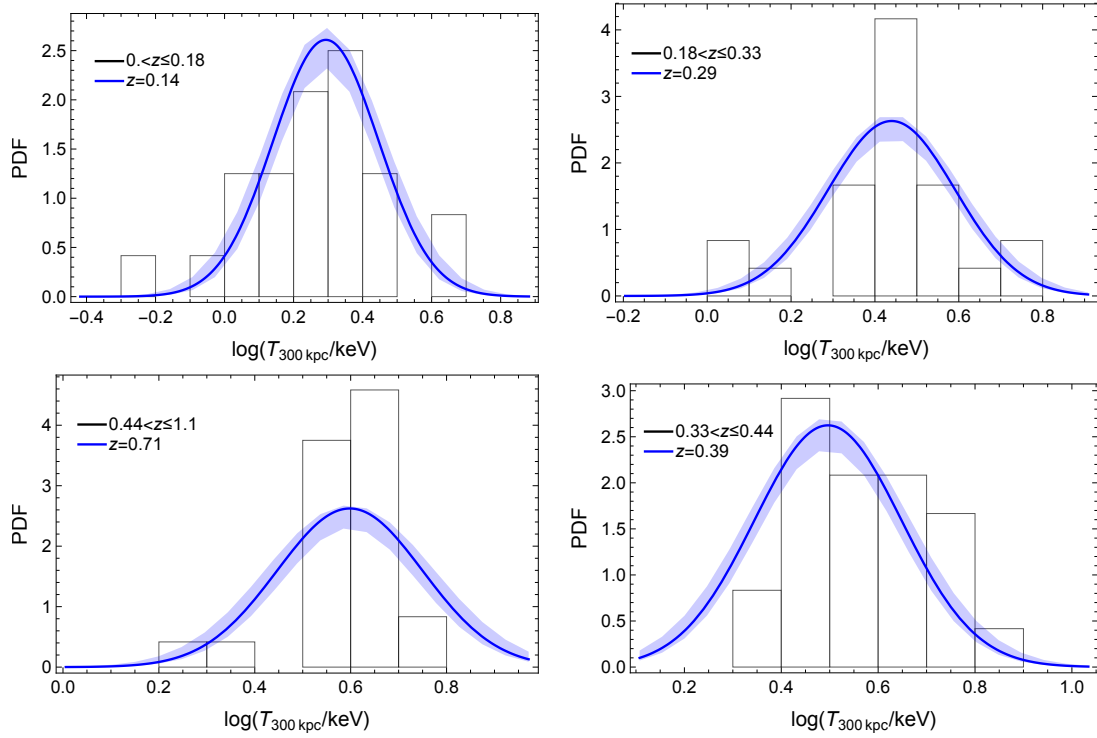 0.<z≤0.18
z=0.14
PDF
2.5
2.0
1.5
1.0
0.5
0.0
-0.4 -0.2 0.0 0.2 0.4 0.6 0.8
log(T300 kpc/keV)
0.18<z≤0.33
z=0.29
PDF
4
3
2
1
0
-0.2 0.0 0.2 0.4 0.6 0.8
log(T300 kpc/keV)
0.44<z≤1.1
z=0.71
PDF
4
3
2
1
0
0.0 0.2 0.4 0.6 0.8
log(T300 kpc/keV)
0.33<z≤0.44
z=0.39
PDF
3.0
2.5
2.0
1.5
1.0
0.5
0.0
0.2 0.4 0.6 0.8 1.0
log(T300 kpc/keV)